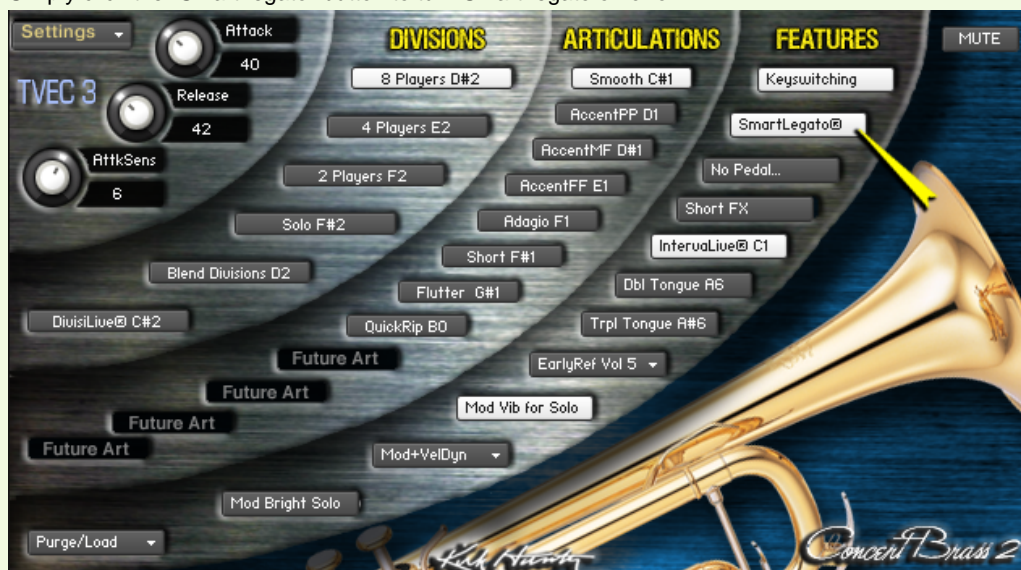 Settings
Attack
40
TVEC 3
Release
42
AttkSens
6
DIVISIONS
8 Players D#2
4 Players E2
2 Players F2
Solo F#2
Blend Divisions D2
DivisiLive® C#2
Future Art
Future Art
Future Art
Future Art
ARTICULATIONS
Smooth C#1
AccentPP D1
AccentMF D#1
AccentFF E1
Adagio F1
Short F#1
Flutter G#1
QuickRip B0
FEATURES
Keyswitching
SmartLegato®
No Pedal...
Short FX
IntervaLive® C1
Dbl Tongue A6
Trpl Tongue A#6
EarlyRef Vol 5
Mod Vib for Solo
Mod+VelDyn
Mod Bright Solo
MUTE
Purge/Load
Kirk Hunter
Concert Brass 2